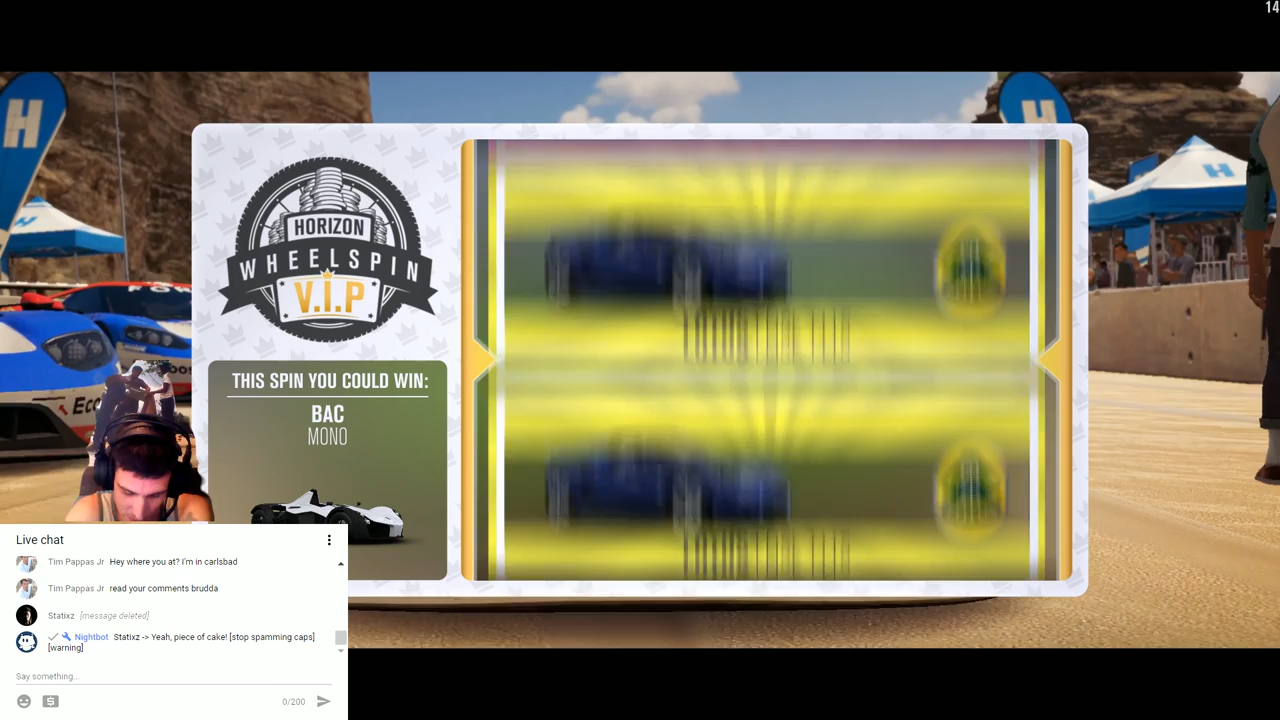 14
H
H
H
HORIZON
WHEELSPIN
V.I.P
THIS SPIN YOU COULD WIN:
BAC
MONO
Eco
Live chat
Tim Pappas Jr Hey where you at? I'm in carlsbad
Tim Pappas Jr read your comments brudda
Statixz [message deleted]
Nightbot Statixz -> Yeah, piece of cake! [stop spamming caps]
[warning]
Say something...
0/200